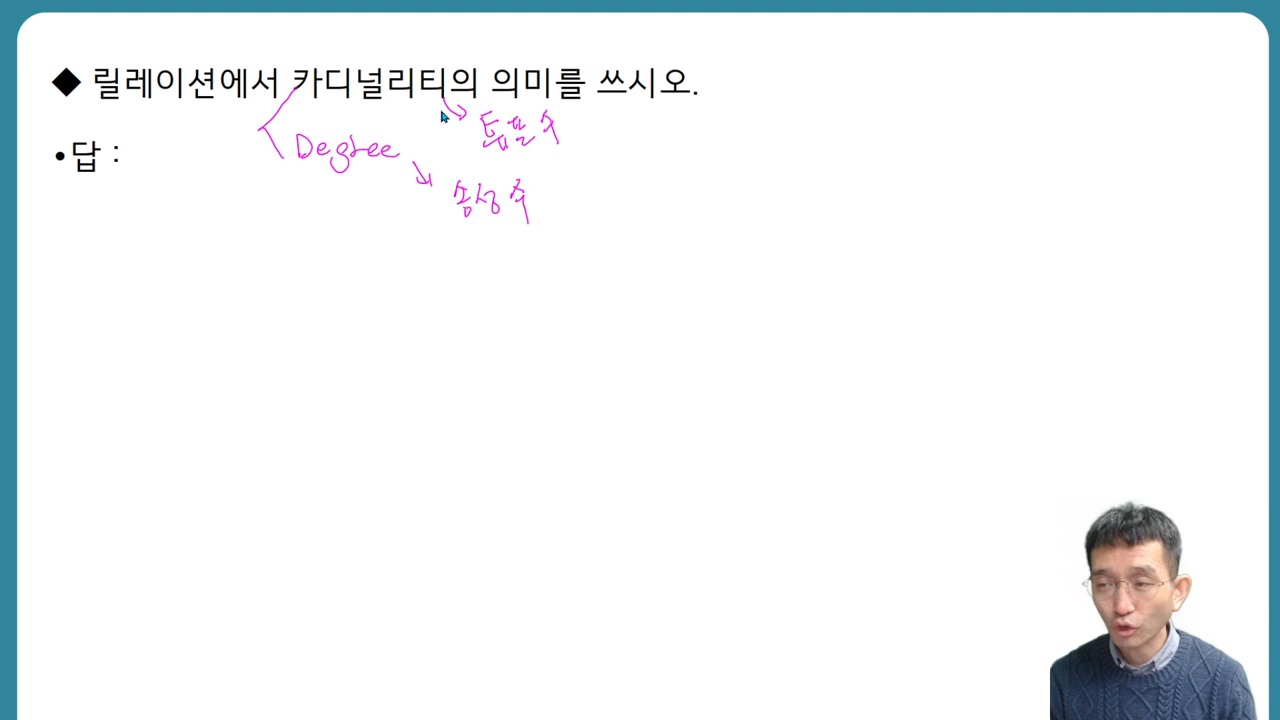 ◆ 릴레이션에서 카디널리티의 의미를 쓰시오.
튜플 수
Degree
•답 :
속성 수